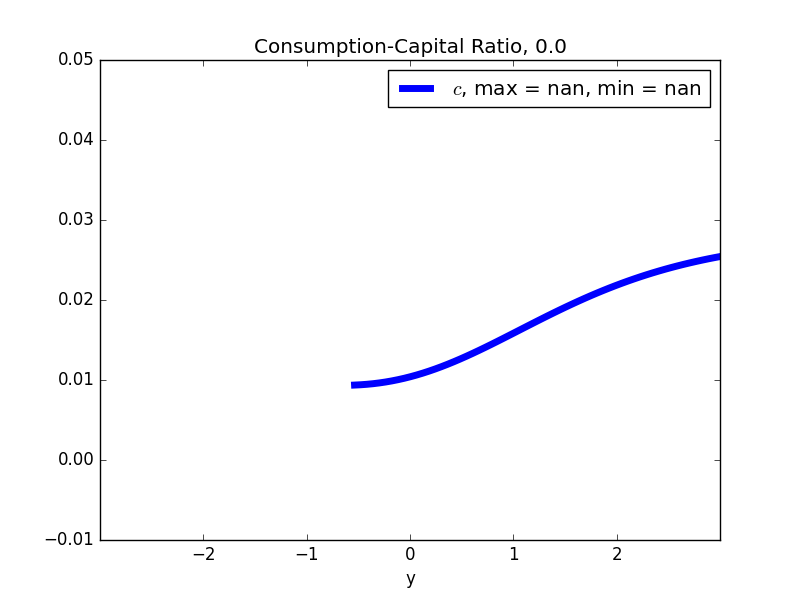 Consumption-Capital Ratio, 0.0
c, max = nan, min = nan
0.05
0.04
0.03
0.02
0.01
0.00
−0.01
−2 −1 0 1 2
y